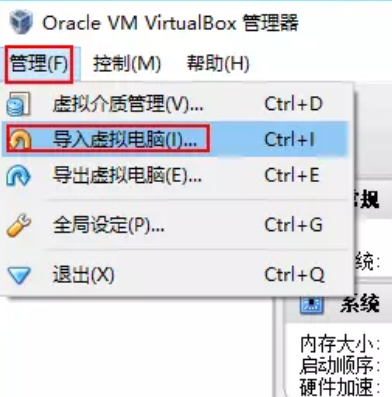 Oracle VM VirtualBox 管理器
管理(F) 控制(M) 帮助(H)
虚拟介质管理(V)... Ctrl+D
导入虚拟电脑(I)... Ctrl+I
导出虚拟电脑(E)... Ctrl+E
全局设定(P)... Ctrl+G
退出(X) Ctrl+Q
常规
统:
系统
内存大小:
启动顺序:
硬件加速: